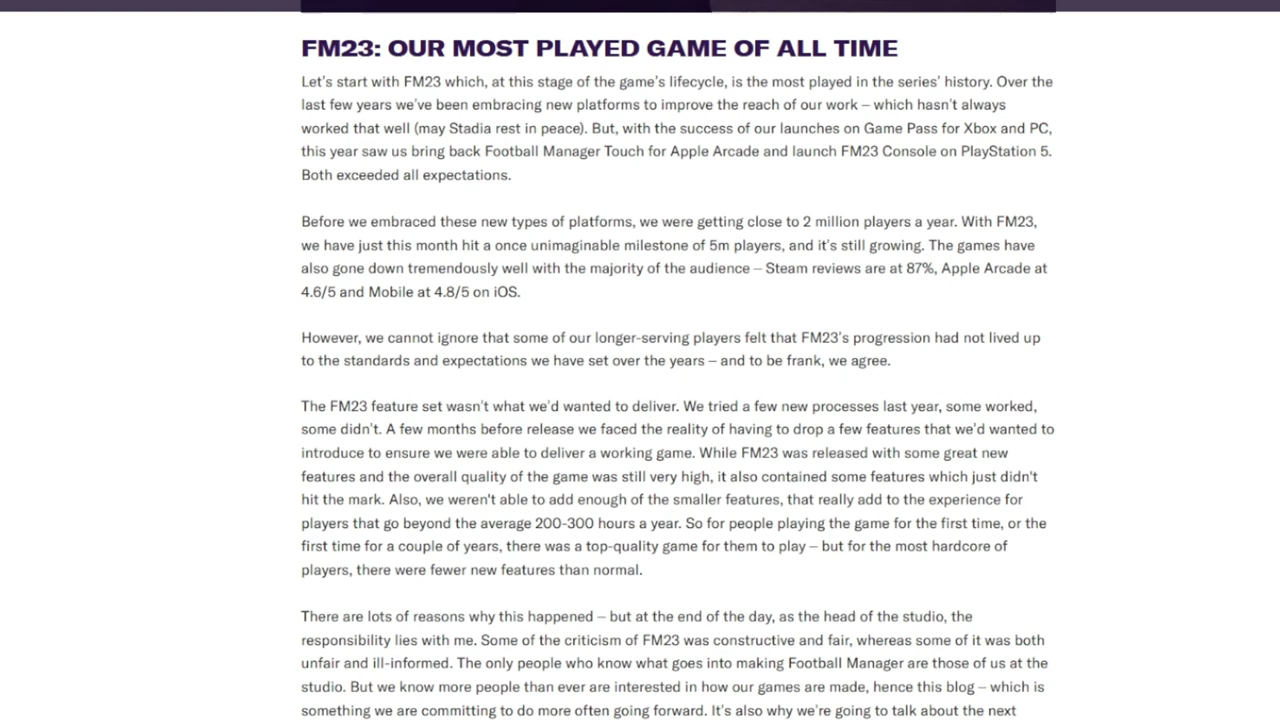 FM23: OUR MOST PLAYED GAME OF ALL TIME
Let's start with FM23 which, at this stage of the game's lifecycle, is the most played in the series' history. Over the
last few years we've been embracing new platforms to improve the reach of our work – which hasn't always
worked that well (may Stadia rest in peace). But, with the success of our launches on Game Pass for Xbox and PC,
this year saw us bring back Football Manager Touch for Apple Arcade and launch FM23 Console on PlayStation 5.
Both exceeded all expectations.
Before we embraced these new types of platforms, we were getting close to 2 million players a year. With FM23,
we have just this month hit a once unimaginable milestone of 5m players, and it's still growing. The games have
also gone down tremendously well with the majority of the audience – Steam reviews are at 87%, Apple Arcade at
4.6/5 and Mobile at 4.8/5 on iOS.
However, we cannot ignore that some of our longer-serving players felt that FM23's progression had not lived up
to the standards and expectations we have set over the years – and to be frank, we agree.
The FM23 feature set wasn't what we'd wanted to deliver. We tried a few new processes last year, some worked,
some didn't. A few months before release we faced the reality of having to drop a few features that we'd wanted to
introduce to ensure we were able to deliver a working game. While FM23 was released with some great new
features and the overall quality of the game was still very high, it also contained some features which just didn't
hit the mark. Also, we weren't able to add enough of the smaller features, that really add to the experience for
players that go beyond the average 200-300 hours a year. So for people playing the game for the first time, or the
first time for a couple of years, there was a top-quality game for them to play – but for the most hardcore of
players, there were fewer new features than normal.
There are lots of reasons why this happened – but at the end of the day, as the head of the studio, the
responsibility lies with me. Some of the criticism of FM23 was constructive and fair, whereas some of it was both
unfair and ill-informed. The only people who know what goes into making Football Manager are those of us at the
studio. But we know more people than ever are interested in how our games are made, hence this blog – which is
something we are committing to do more often going forward. It's also why we're going to talk about the next